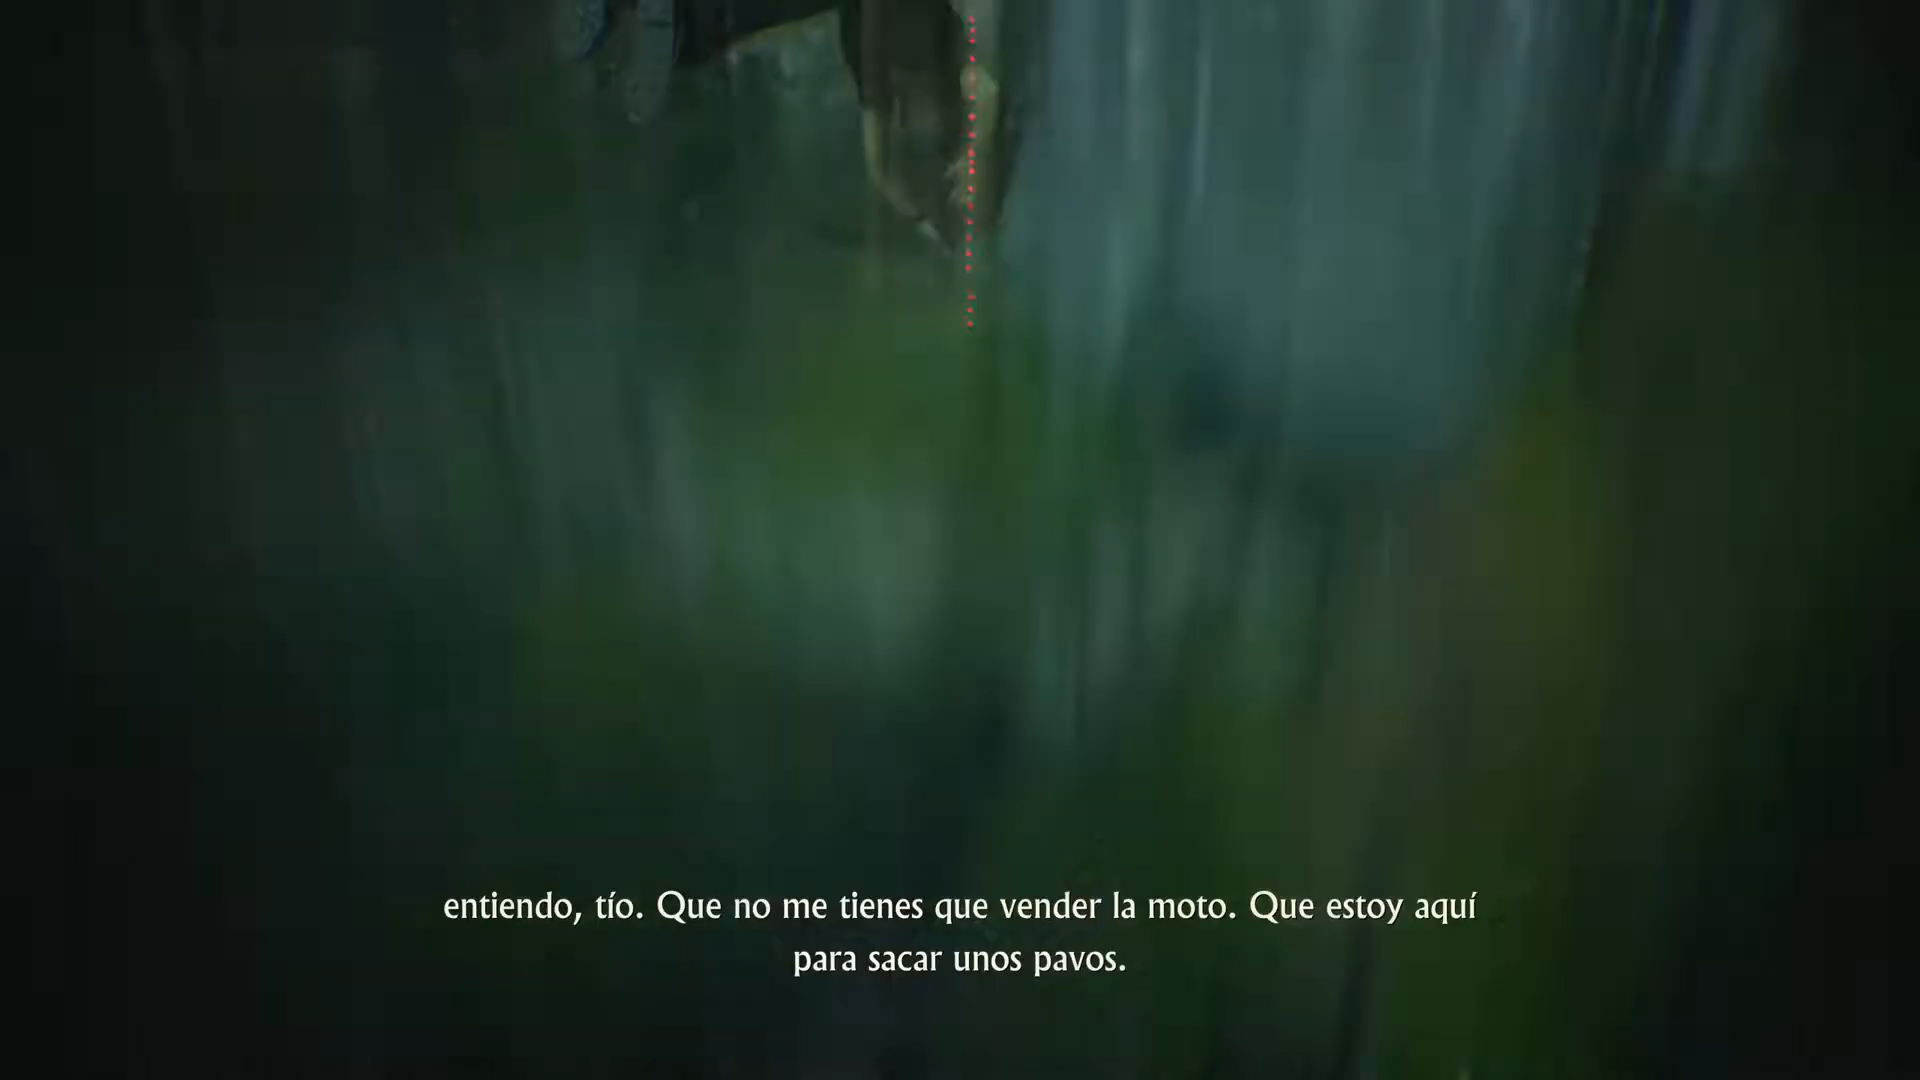 entiendo, tío. Que no me tienes que vender la moto. Que estoy aquí
para sacar unos pavos.